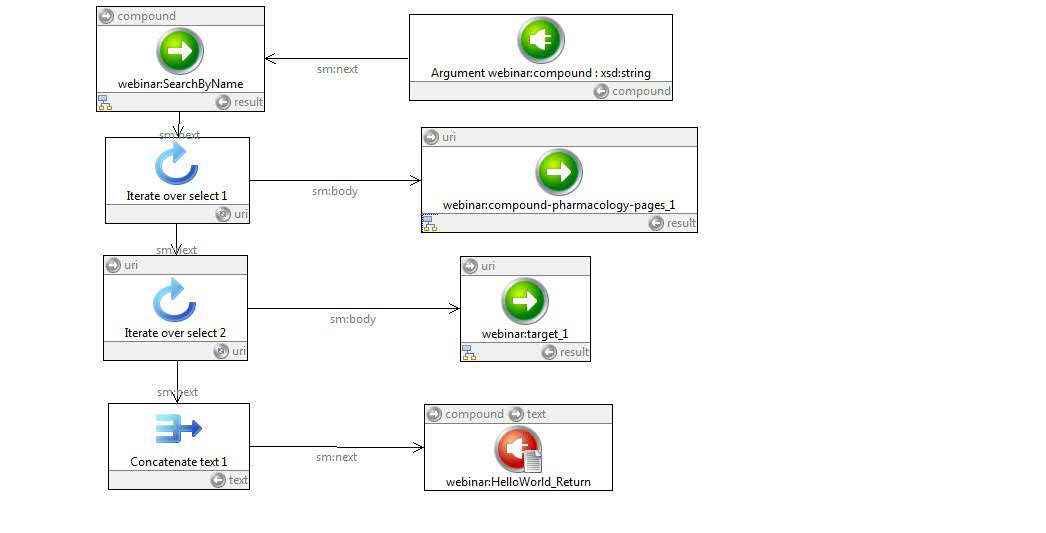 compound
webinar:SearchByName
result
sm:next
Argument webinar:compound : xsd:string
compound
sm:next
Iterate over select 1
uri
sm:body
uri
webinar:compound-pharmacology-pages_1
result
sm:next
uri
Iterate over select 2
uri
sm:body
uri
webinar:target_1
result
sm:next
Concatenate text 1
text
sm:next
compound text
webinar:HelloWorld_Return